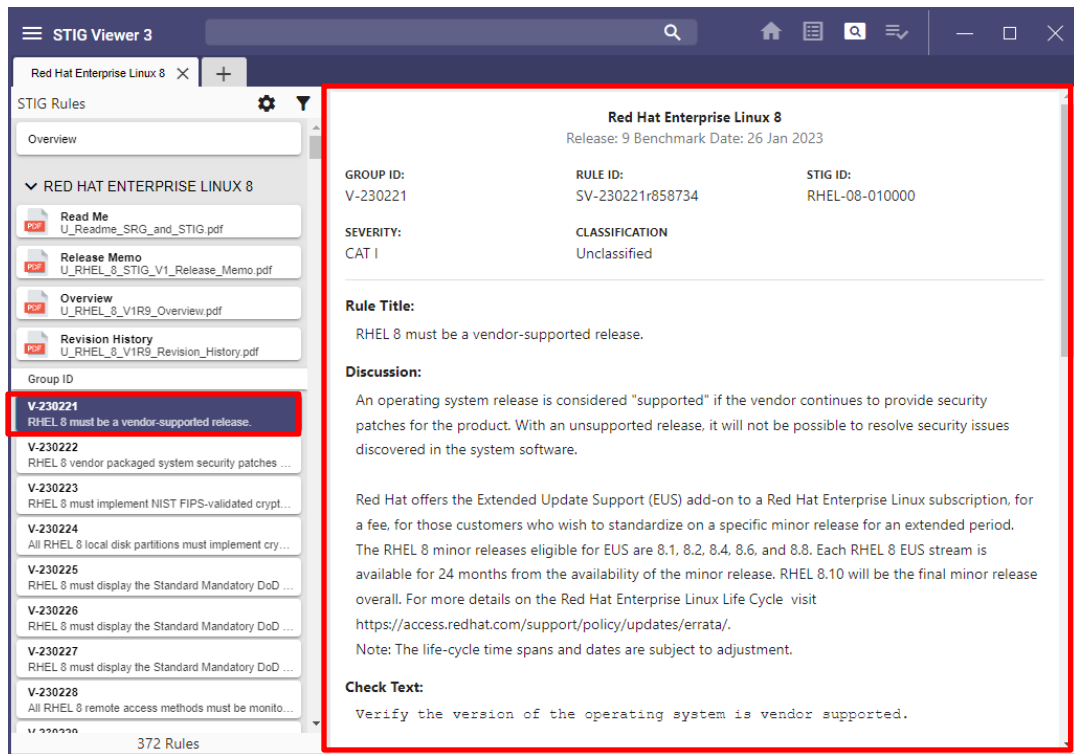 STIG Viewer 3
Red Hat Enterprise Linux 8
STIG Rules
Overview
RED HAT ENTERPRISE LINUX 8
PDF
Read Me
U_Readme_SRG_and_STIG.pdf
PDF
Release Memo
U_RHEL_8_STIG_V1_Release_Memo.pdf
PDF
Overview
U_RHEL_8_V1R9_Overview.pdf
PDF
Revision History
U_RHEL_8_V1R9_Revision_History.pdf
Group ID
V-230221
RHEL 8 must be a vendor-supported release.
V-230222
RHEL 8 vendor packaged system security patches ...
V-230223
RHEL 8 must implement NIST FIPS-validated crypt...
V-230224
All RHEL 8 local disk partitions must implement cry...
V-230225
RHEL 8 must display the Standard Mandatory DoD ...
V-230226
RHEL 8 must display the Standard Mandatory DoD ...
V-230227
RHEL 8 must display the Standard Mandatory DoD ...
V-230228
All RHEL 8 remote access methods must be monito...
V-230229
372 Rules
Red Hat Enterprise Linux 8
Release: 9 Benchmark Date: 26 Jan 2023
GROUP ID: RULE ID: STIG ID:
V-230221 SV-230221r858734 RHEL-08-010000
SEVERITY: CLASSIFICATION
CAT I Unclassified
Rule Title:
RHEL 8 must be a vendor-supported release.
Discussion:
An operating system release is considered "supported" if the vendor continues to provide security
patches for the product. With an unsupported release, it will not be possible to resolve security issues
discovered in the system software.
Red Hat offers the Extended Update Support (EUS) add-on to a Red Hat Enterprise Linux subscription, for
a fee, for those customers who wish to standardize on a specific minor release for an extended period.
The RHEL 8 minor releases eligible for EUS are 8.1, 8.2, 8.4, 8.6, and 8.8. Each RHEL 8 EUS stream is
available for 24 months from the availability of the minor release. RHEL 8.10 will be the final minor release
overall. For more details on the Red Hat Enterprise Linux Life Cycle visit
https://access.redhat.com/support/policy/updates/errata/.
Note: The life-cycle time spans and dates are subject to adjustment.
Check Text:
Verify the version of the operating system is vendor supported.